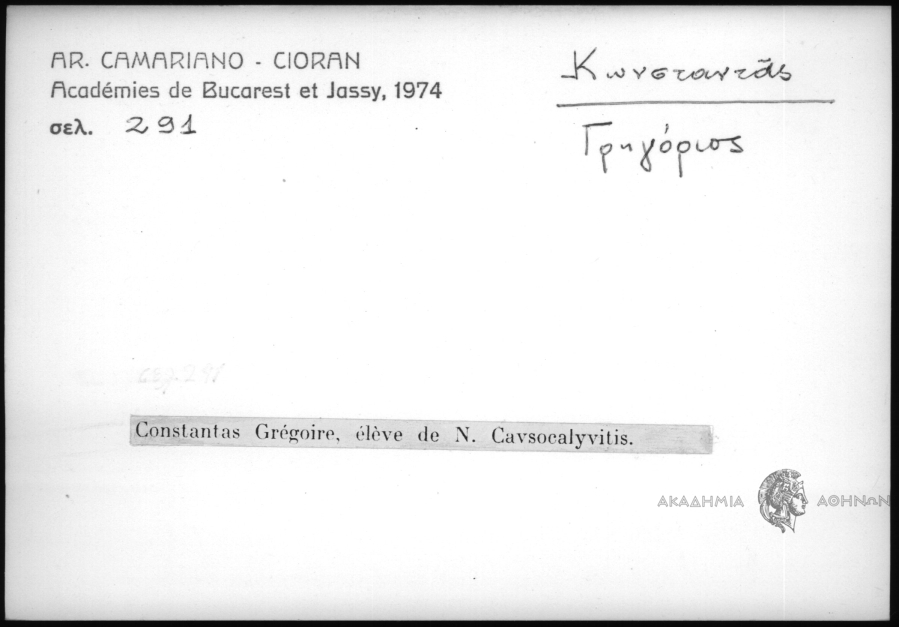 AR. CAMARIANO - CIORAN
Académies de Bucarest et Jassy, 1974
σελ. 291
Κωνσταντᾶς
Γρηγόριος
Constantas Grégoire, élève de N. Cavsocalyvitis.
ΑΚΑΔΗΜΙΑ ΑΘΗΝΩΝ